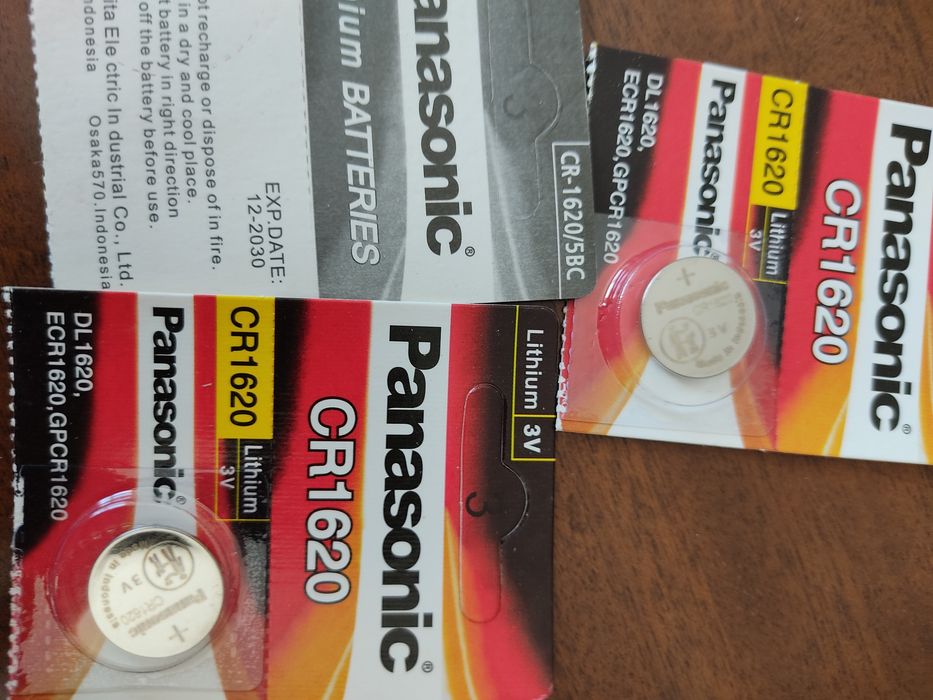 Panasonic®
ium BATTERIES
CR-1620/5BC
EXP.DATE:
12-2030
ot recharge or dispose of in fire.
in a dry and cool place.
t battery in right direction
off the battery before use.
ita Ele ctric In dustrial Co., Ltd.
ndonesia Osaka570.Indonesia
Panasonic®
CR1620
CR1620
Lithium
3V
Panasonic®
DL1620,
ECR1620,GPCR1620
Panasonic
3V
Lithium 3V
Panasonic®
CR1620
CR1620
Lithium
3V
Panasonic®
DL1620,
ECR1620,GPCR1620
Panasonic
CR1620
3V
Indonesia